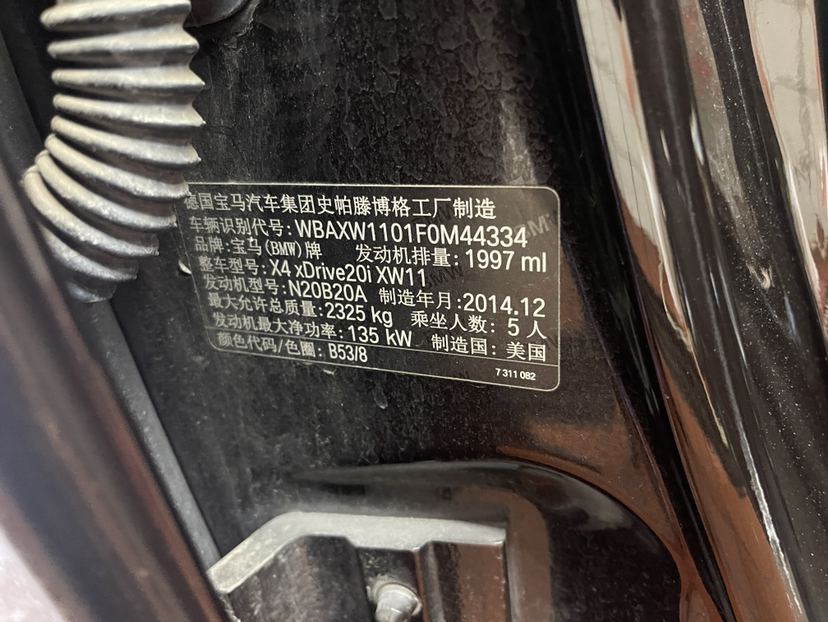 德国宝马汽车集团史帕滕博格工厂制造
车辆识别代号: WBAXW1101F0M44334
品牌: 宝马(BMW)牌 发动机排量: 1997 ml
整车型号: X4 xDrive20i XW11
发动机型号: N20B20A 制造年月: 2014.12
最大允许总质量: 2325 kg 乘坐人数: 5 人
发动机最大净功率: 135 kW 制造国: 美国
颜色代码/色圈: B53/8
7 311 082